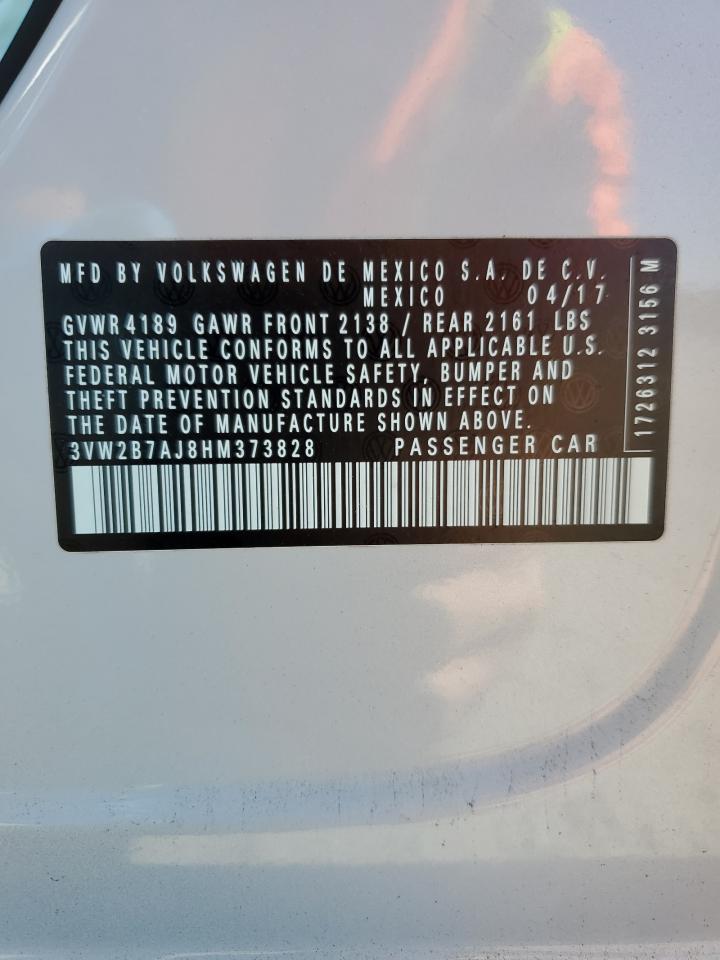 MFD BY VOLKSWAGEN DE MEXICO S.A. DE C.V.
MEXICO 04/17
GVWR 4189 GAWR FRONT 2138 / REAR 2161 LBS
THIS VEHICLE CONFORMS TO ALL APPLICABLE U.S.
FEDERAL MOTOR VEHICLE SAFETY, BUMPER AND
THEFT PREVENTION STANDARDS IN EFFECT ON
THE DATE OF MANUFACTURE SHOWN ABOVE.
3VW2B7AJ8HM373828 PASSENGER CAR
1726312 3156 M